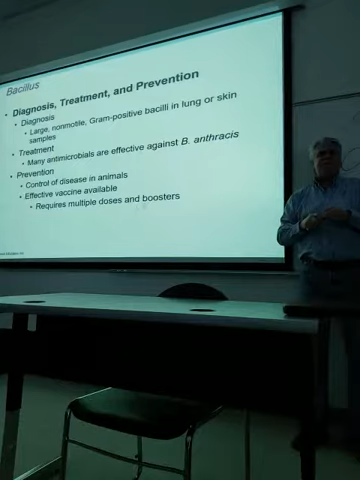 Bacillus
• Diagnosis, Treatment, and Prevention
• Diagnosis
• Large, nonmotile, Gram-positive bacilli in lung or skin
samples
• Treatment
• Many antimicrobials are effective against B. anthracis
• Prevention
• Control of disease in animals
• Effective vaccine available
• Requires multiple doses and boosters